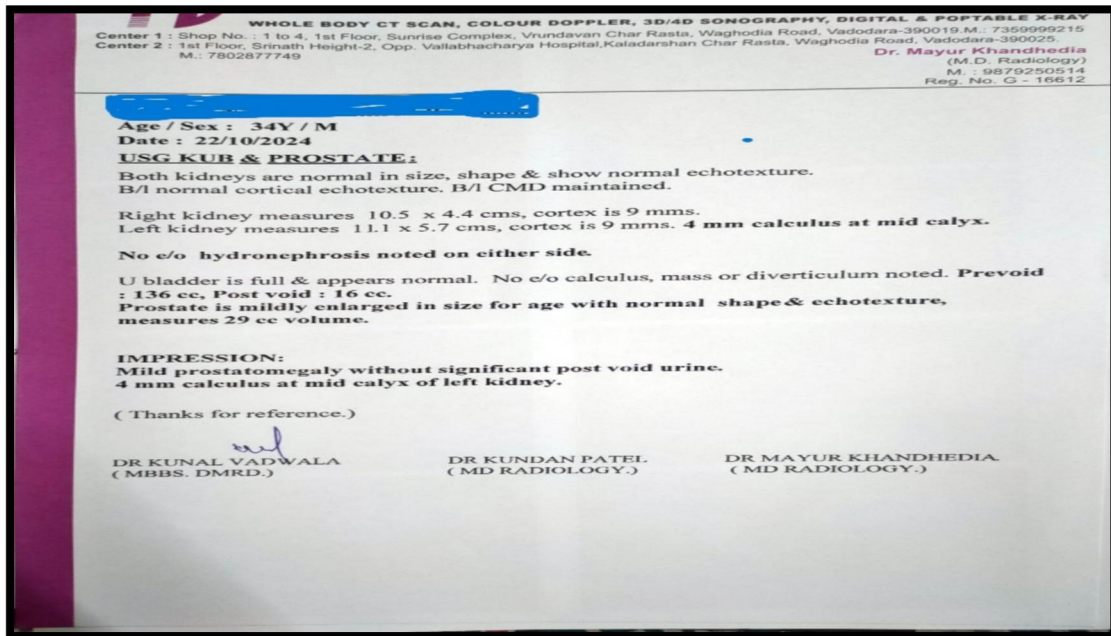 WHOLE BODY CT SCAN, COLOUR DOPPLER, 3D/4D SONOGRAPHY, DIGITAL & POPTABLE X-RAY
Center 1 : Shop No. : 1 to 4, 1st Floor, Sunrise Complex, Vrundavan Char Rasta, Waghodia Road, Vadodara-390019.M.: 7359999215
Center 2 : 1st Floor, Srinath Height-2, Opp. Vallabhacharya Hospital,Kaladarshan Char Rasta, Waghodia Road, Vadodara-390025.
M.: 7802877749
Dr. Mayur Khandhedia
(M.D. Radiology)
M. : 9879250514
Reg. No. G - 16612
Age / Sex : 34Y / M
Date : 22/10/2024
USG KUB & PROSTATE:
Both kidneys are normal in size, shape & show normal echotexture.
B/l normal cortical echotexture. B/l CMD maintained.
Right kidney measures 10.5 x 4.4 cms, cortex is 9 mms.
Left kidney measures 11.1 x 5.7 cms, cortex is 9 mms. 4 mm calculus at mid calyx.
No e/o hydronephrosis noted on either side.
U bladder is full & appears normal. No e/o calculus, mass or diverticulum noted. Prevoid
: 136 cc, Post void : 16 cc.
Prostate is mildly enlarged in size for age with normal shape & echotexture,
measures 29 cc volume.
IMPRESSION:
Mild prostatomegaly without significant post void urine.
4 mm calculus at mid calyx of left kidney.
( Thanks for reference.)
DR KUNAL VADWALA DR KUNDAN PATEL DR MAYUR KHANDHEDIA
( MBBS. DMRD.) ( MD RADIOLOGY.) ( MD RADIOLOGY.)